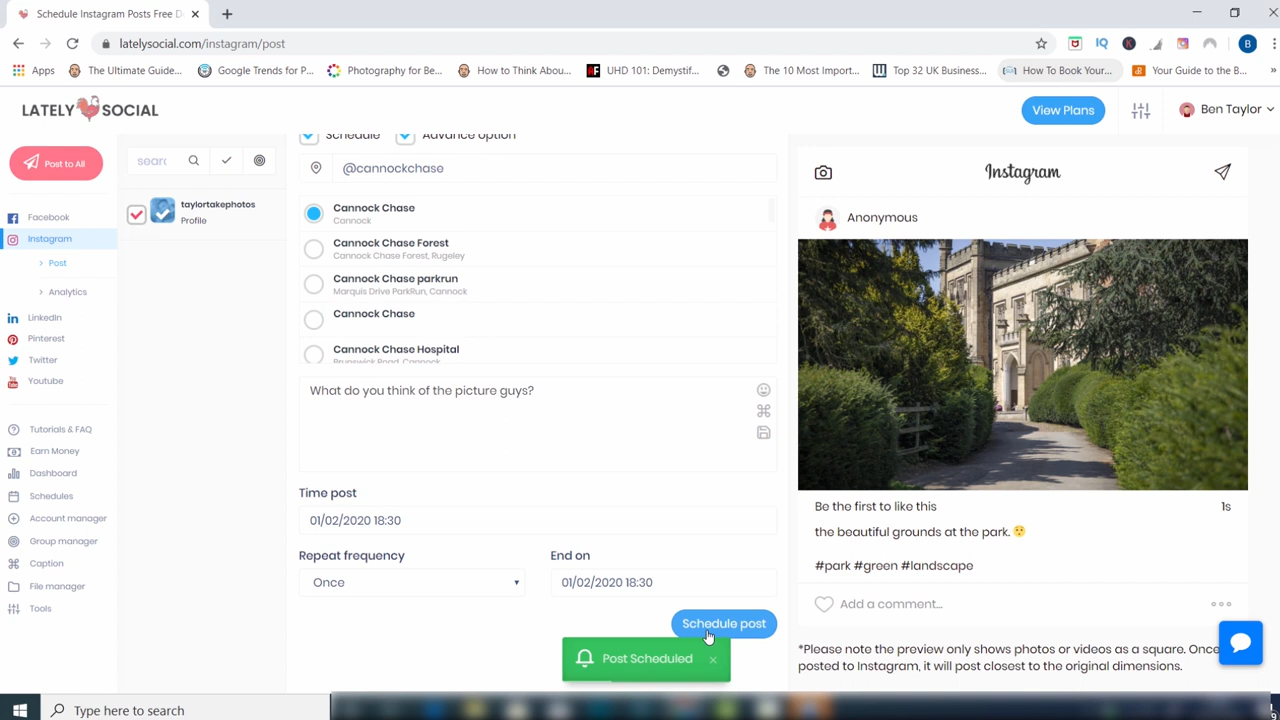 Schedule Instagram Posts Free D
latelysocial.com/instagram/post
Apps
The Ultimate Guide...
Google Trends for P...
Photography for Be...
How to Think Abou...
UHD 101: Demystif...
The 10 Most Import...
Top 32 UK Business...
How To Book Your...
Your Guide to the B...
LATELY SOCIAL
View Plans
Ben Taylor
Post to All
Facebook
Instagram
Post
Analytics
LinkedIn
Pinterest
Twitter
Youtube
Tutorials & FAQ
Earn Money
Dashboard
Schedules
Account manager
Group manager
Caption
File manager
Tools
searc
taylortakephotos
Profile
Schedule
Advance option
@cannockchase
Cannock Chase
Cannock
Cannock Chase Forest
Cannock Chase Forest, Rugeley
Cannock Chase parkrun
Marquis Drive ParkRun, Cannock
Cannock Chase
Cannock Chase Hospital
Brunswick Road, Cannock
What do you think of the picture guys?
Time post
01/02/2020 18:30
Repeat frequency
End on
Once
01/02/2020 18:30
Schedule post
Post Scheduled
Instagram
Anonymous
Be the first to like this
1s
the beautiful grounds at the park. 🤫
#park #green #landscape
Add a comment...
*Please note the preview only shows photos or videos as a square. Once
posted to Instagram, it will post closest to the original dimensions.
Type here to search